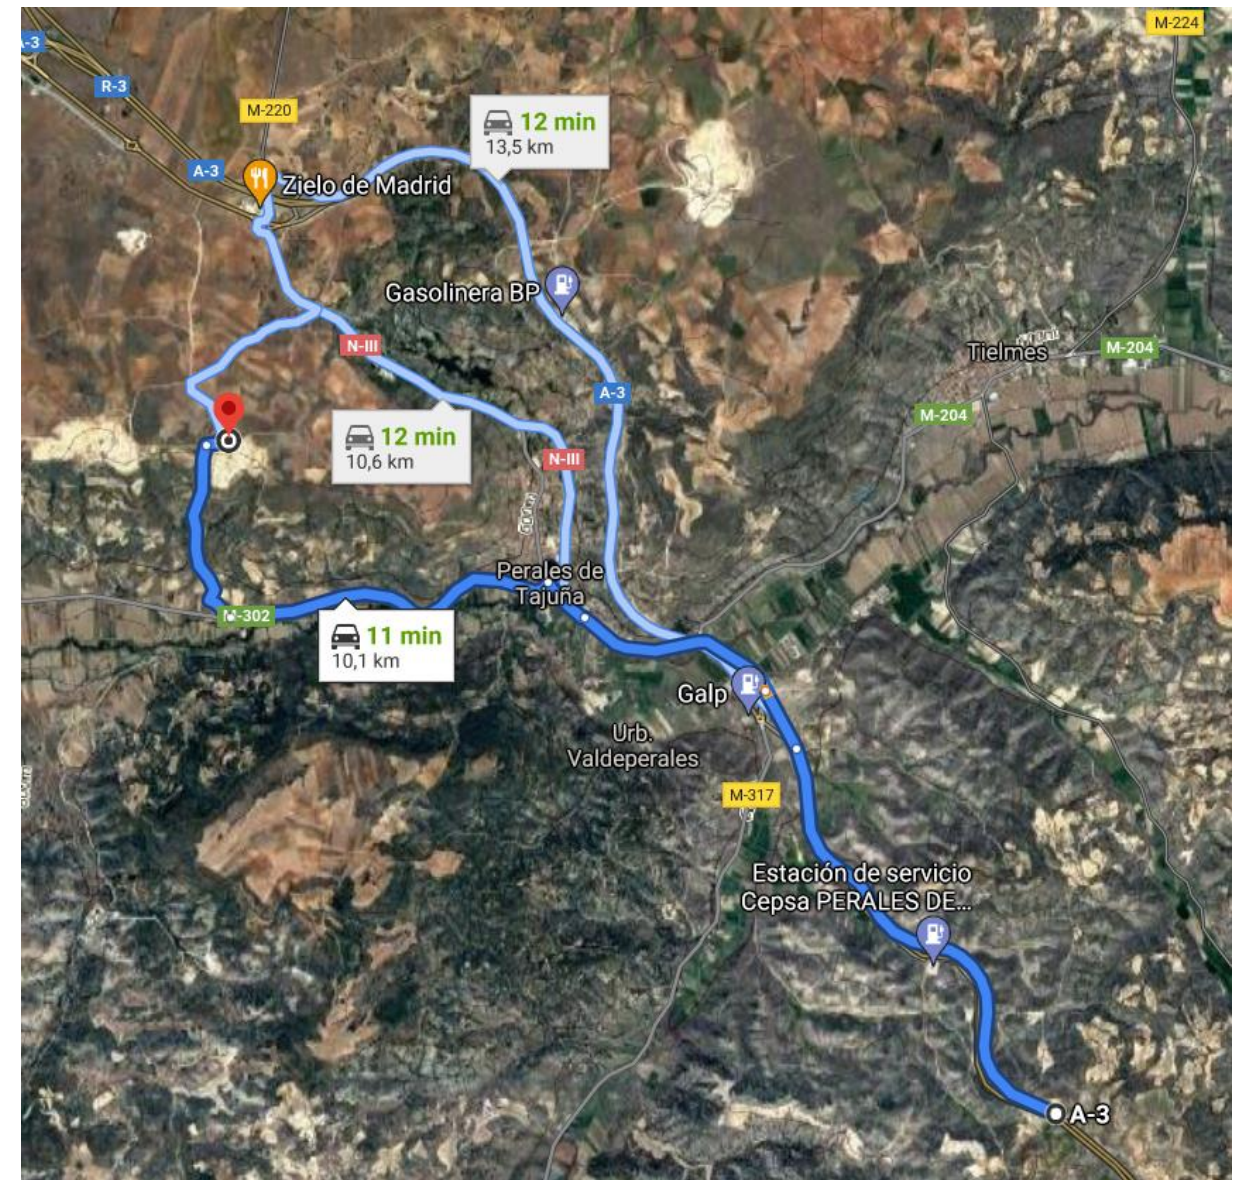 M-224
A-3
R-3
M-220
12 min
13,5 km
A-3
Zielo de Madrid
Gasolinera BP
N-III
Tielmes
M-204
A-3
M-204
12 min
10,6 km
N-III
Perales de
Tajuña
M-302
11 min
10,1 km
Galp
Urb.
Valdeperales
M-317
Estación de servicio
Cepsa PERALES DE...
A-3